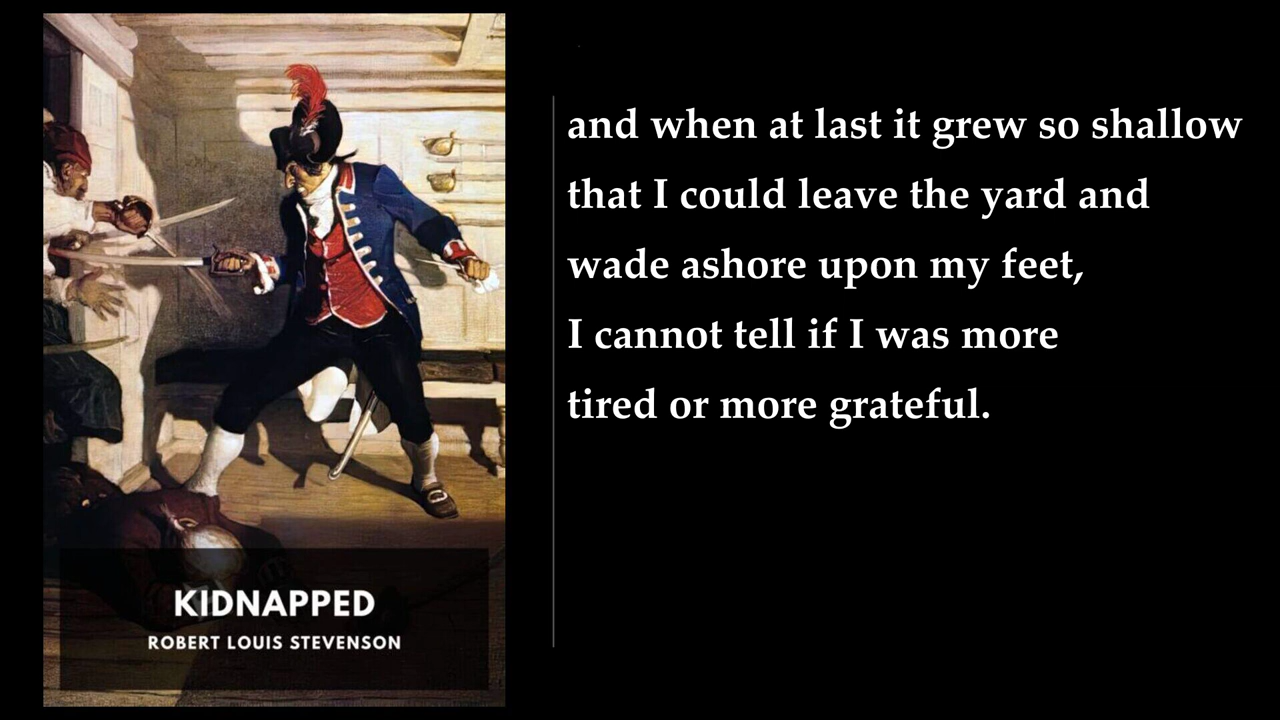 KIDNAPPED
ROBERT LOUIS STEVENSON
and when at last it grew so shallow
that I could leave the yard and
wade ashore upon my feet,
I cannot tell if I was more
tired or more grateful.